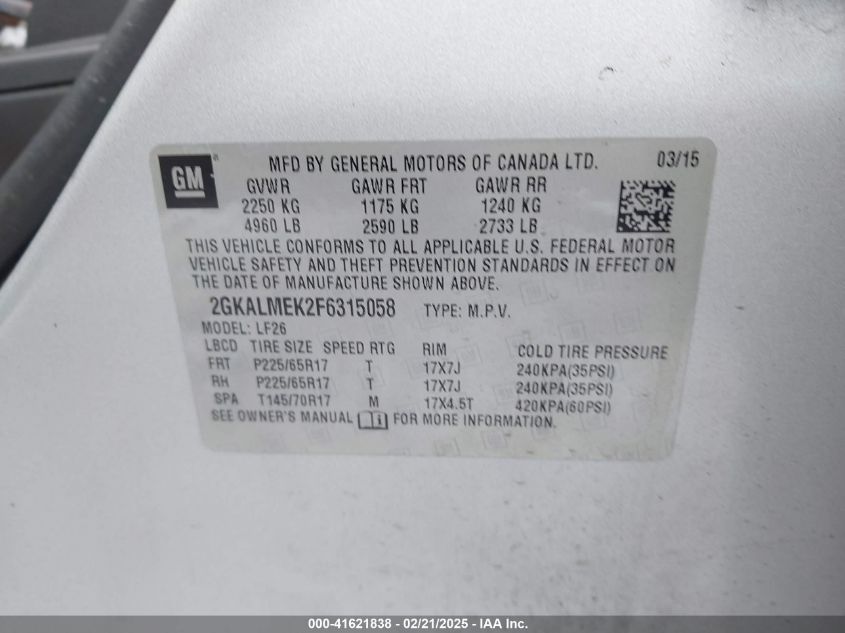 GM
MFD BY GENERAL MOTORS OF CANADA LTD. 03/15
GVWR GAWR FRT GAWR RR
2250 KG 1175 KG 1240 KG
4960 LB 2590 LB 2733 LB
THIS VEHICLE CONFORMS TO ALL APPLICABLE U.S. FEDERAL MOTOR
VEHICLE SAFETY AND THEFT PREVENTION STANDARDS IN EFFECT ON
THE DATE OF MANUFACTURE SHOWN ABOVE.
2GKALMEK2F6315058 TYPE: M.P.V.
MODEL: LF26
LBCD TIRE SIZE SPEED RTG RIM COLD TIRE PRESSURE
FRT P225/65R17 T 17X7J 240KPA(35PSI)
RH P225/65R17 T 17X7J 240KPA(35PSI)
SPA T145/70R17 M 17X4.5T 420KPA(60PSI)
SEE OWNER'S MANUAL FOR MORE INFORMATION.
000-41621838 - 02/21/2025 - IAA Inc.